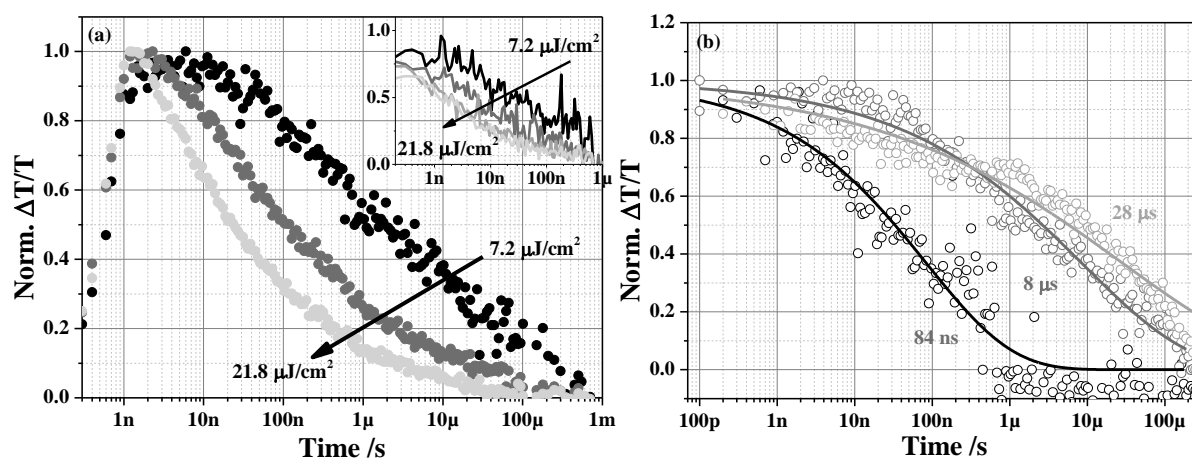 (a)
Norm. ΔT/T
1.0
0.8
0.6
0.4
0.2
0.0
1n 10n 100n 1µ 10µ 100µ 1m
Time /s
7.2 µJ/cm²
21.8 µJ/cm²
1.0
0.5
0.0
1n 10n 100n 1µ
7.2 µJ/cm²
21.8 µJ/cm²
(b)
Norm. ΔT/T
1.2
1.0
0.8
0.6
0.4
0.2
0.0
100p 1n 10n 100n 1µ 10µ 100µ
Time /s
28 µs
8 µs
84 ns